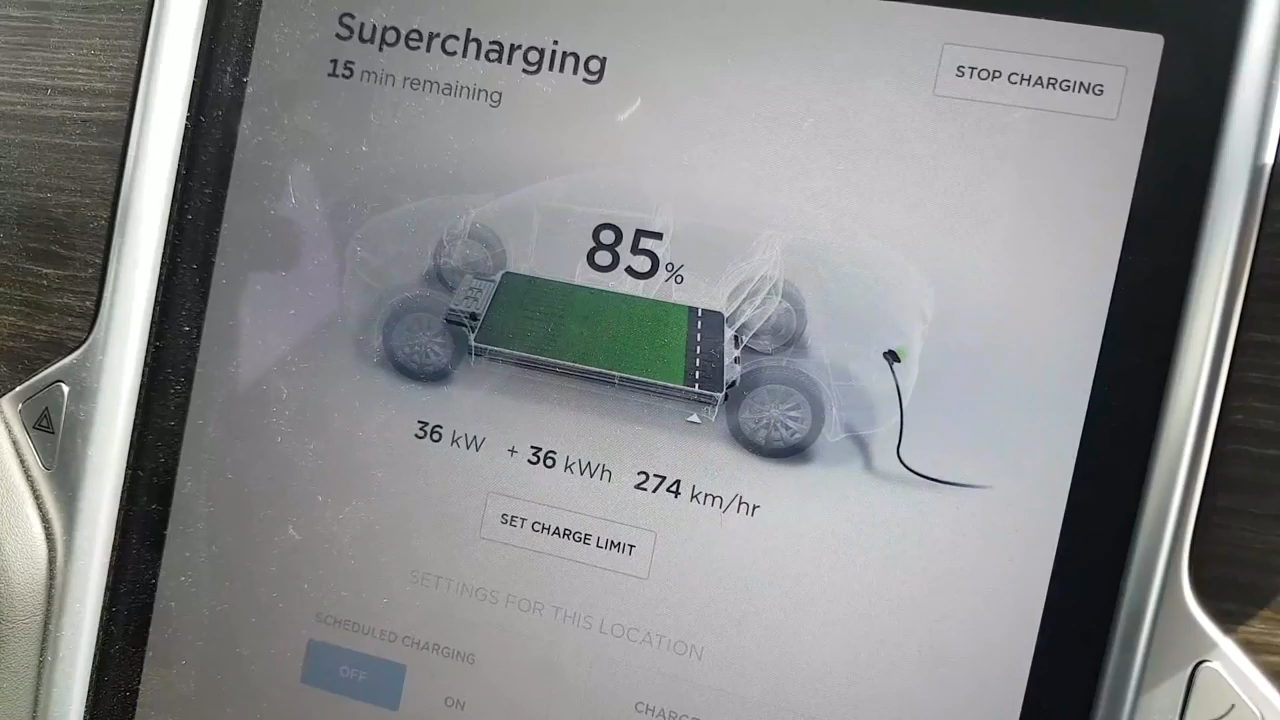 Supercharging
15 min remaining
STOP CHARGING
85%
36 kW + 36 kWh 274 km/hr
SET CHARGE LIMIT
SETTINGS FOR THIS LOCATION
SCHEDULED CHARGING
OFF
ON